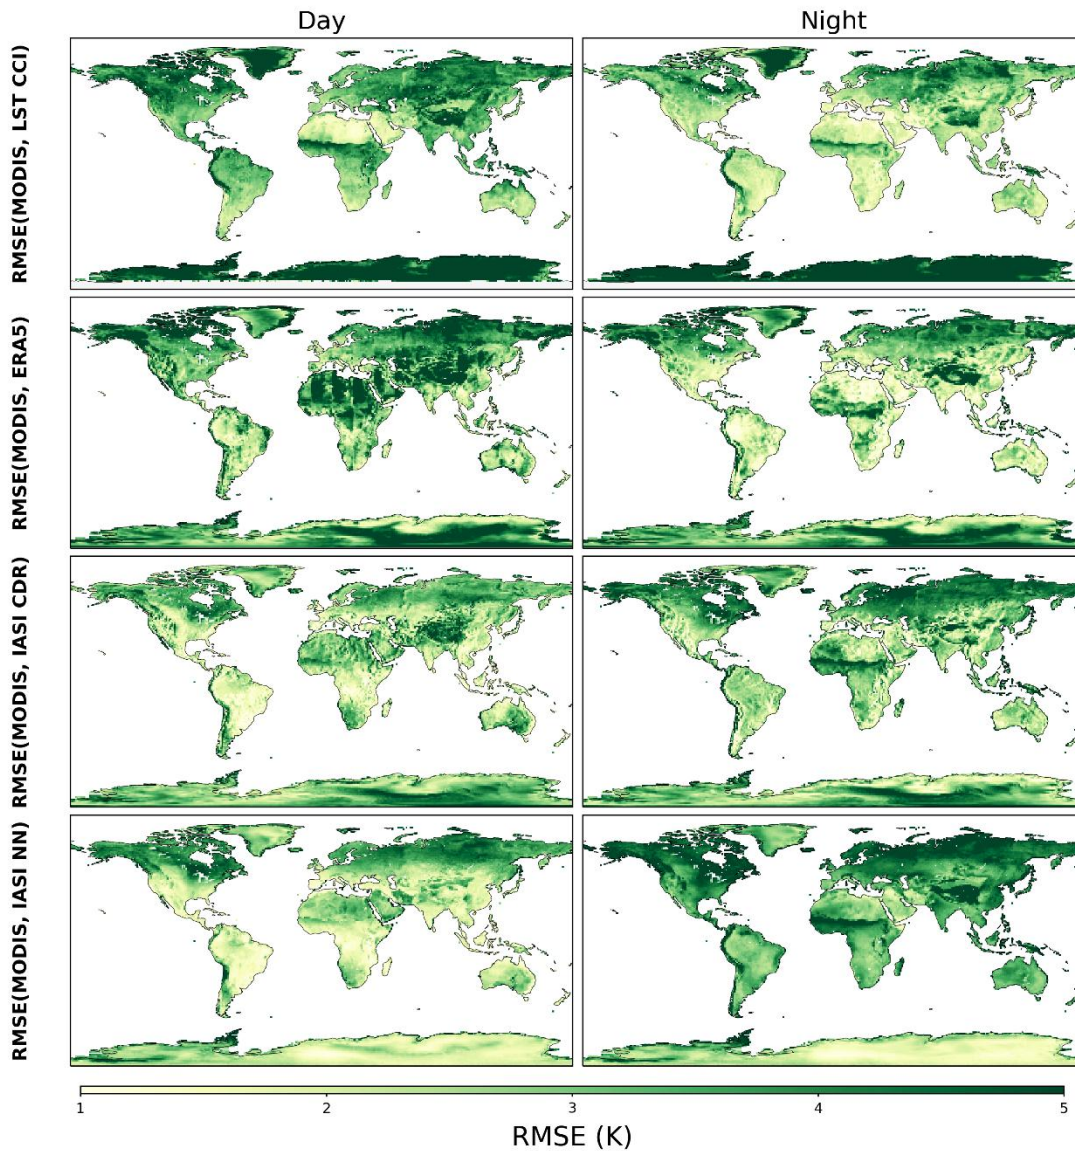 Day
Night
RMSE(MODIS, LST CCI)
RMSE(MODIS, ERA5)
RMSE(MODIS, IASI CDR)
RMSE(MODIS, IASI NN)
1
2
3
4
5
RMSE (K)